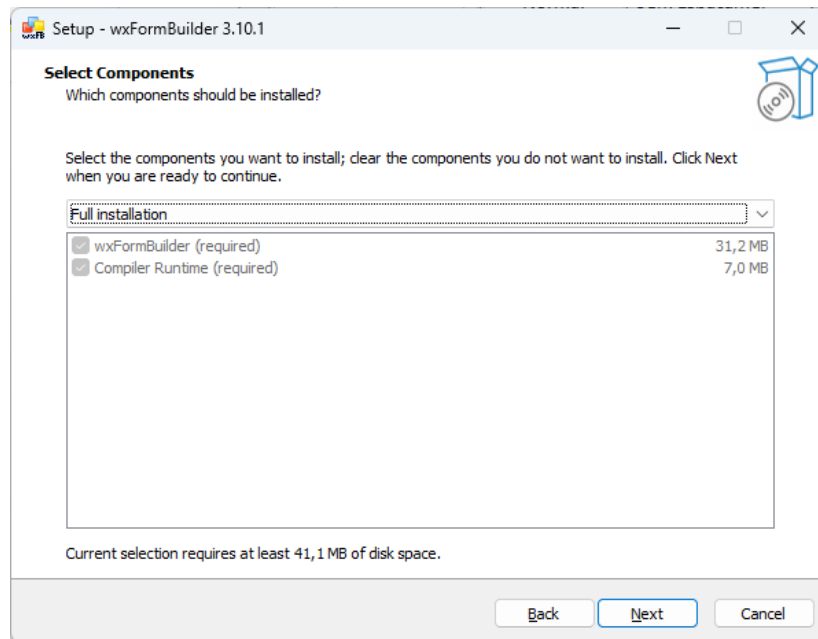 Setup - wxFormBuilder 3.10.1
Select Components
Which components should be installed?
Select the components you want to install; clear the components you do not want to install. Click Next
when you are ready to continue.
Full installation
wxFormBuilder (required) 31,2 MB
Compiler Runtime (required) 7,0 MB
Current selection requires at least 41,1 MB of disk space.
Back Next Cancel